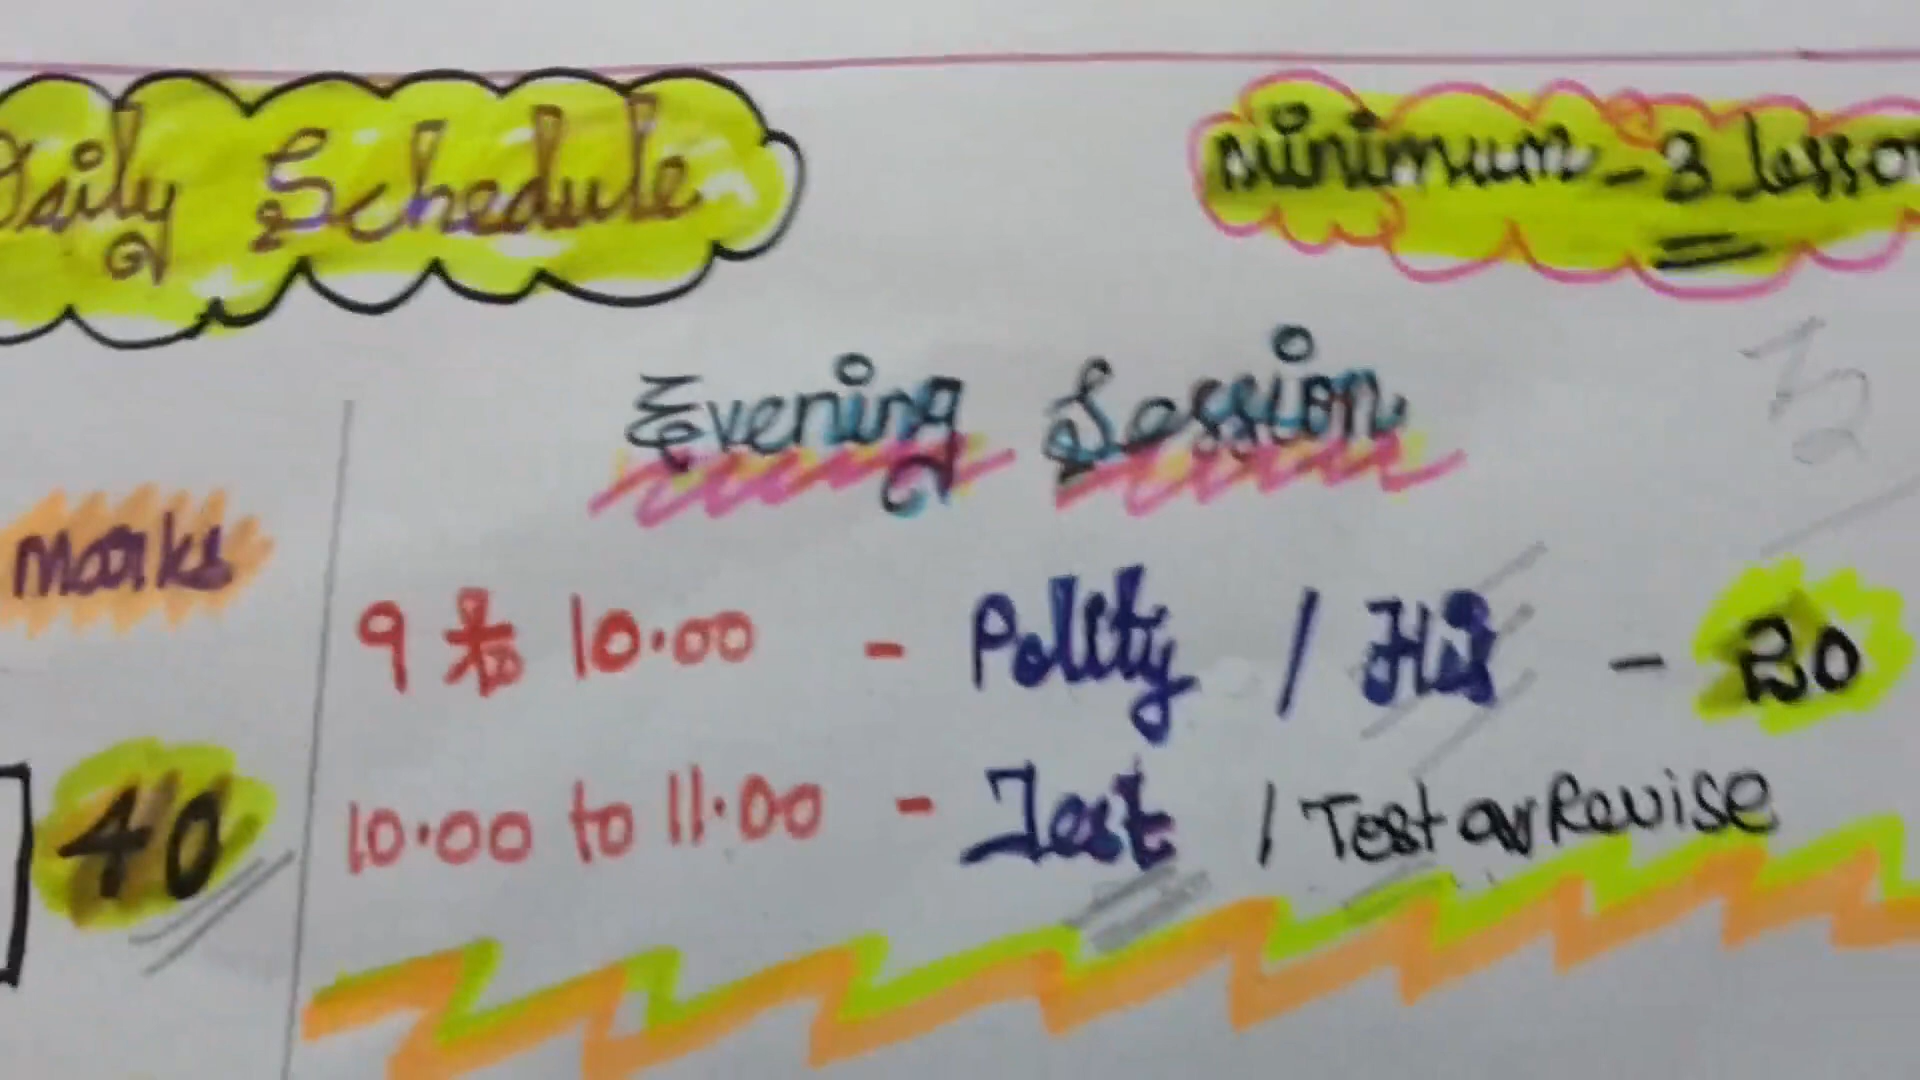 Daily Schedule
Minimum - 3 lesson
Evening Session
Marks
9 to 10.00 - Polity / His - 20
40
10.00 to 11.00 - Test / Test or Revise